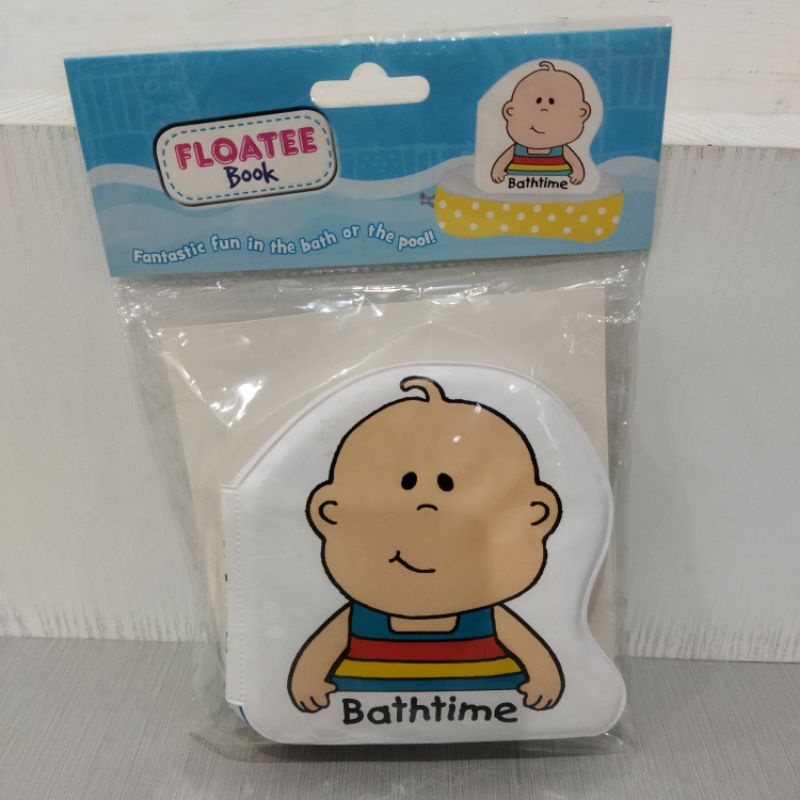 FLOATEE
Book
Bathtime
Fantastic fun in the bath or the pool!
Bathtime